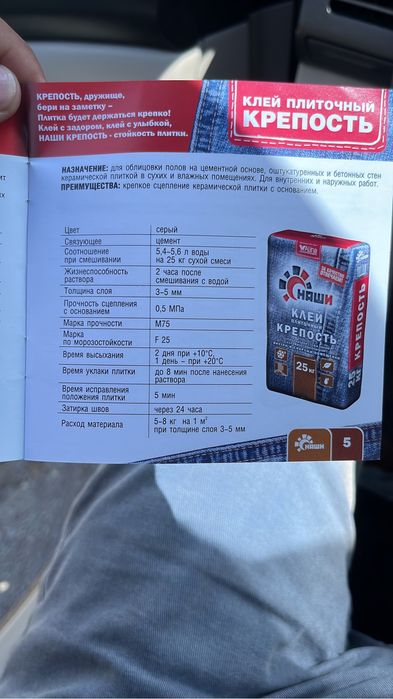 КРЕПОСТЬ, дружище,
бери на заметку –
Плитка будет держаться крепко!
Клей с задором, клей с улыбкой,
НАШИ КРЕПОСТЬ - стойкость плитки.
КЛЕЙ ПЛИТОЧНЫЙ
КРЕПОСТЬ
НАЗНАЧЕНИЕ: для облицовки полов на цементной основе, оштукатуренных и бетонных стен
керамической плиткой в сухих и влажных помещениях. Для внутренних и наружных работ.
ПРЕИМУЩЕСТВА: крепкое сцепление керамической плитки с основанием.
Цвет серый
Связующее цемент
Соотношение 5,4–5,6 л воды
при смешивании на 25 кг сухой смеси
Жизнеспособность 2 часа после
раствора смешивания с водой
Толщина слоя 3–5 мм
Прочность сцепления 0,5 МПа
с основанием
Марка прочности М75
Марка F 25
по морозостойкости
Время высыхания 2 дня при +10°С,
1 день – при +20°С
Время укладки плитки до 8 мин после нанесения
раствора
Время исправления 5 мин
положения плитки
Затирка швов через 24 часа
Расход материала 5–8 кг на 1 м²
при толщине слоя 3–5 мм
НАШИ
КЛЕЙ
КРЕПОСТЬ
25 кг
КРЕПОСТЬ
НАШИ
5